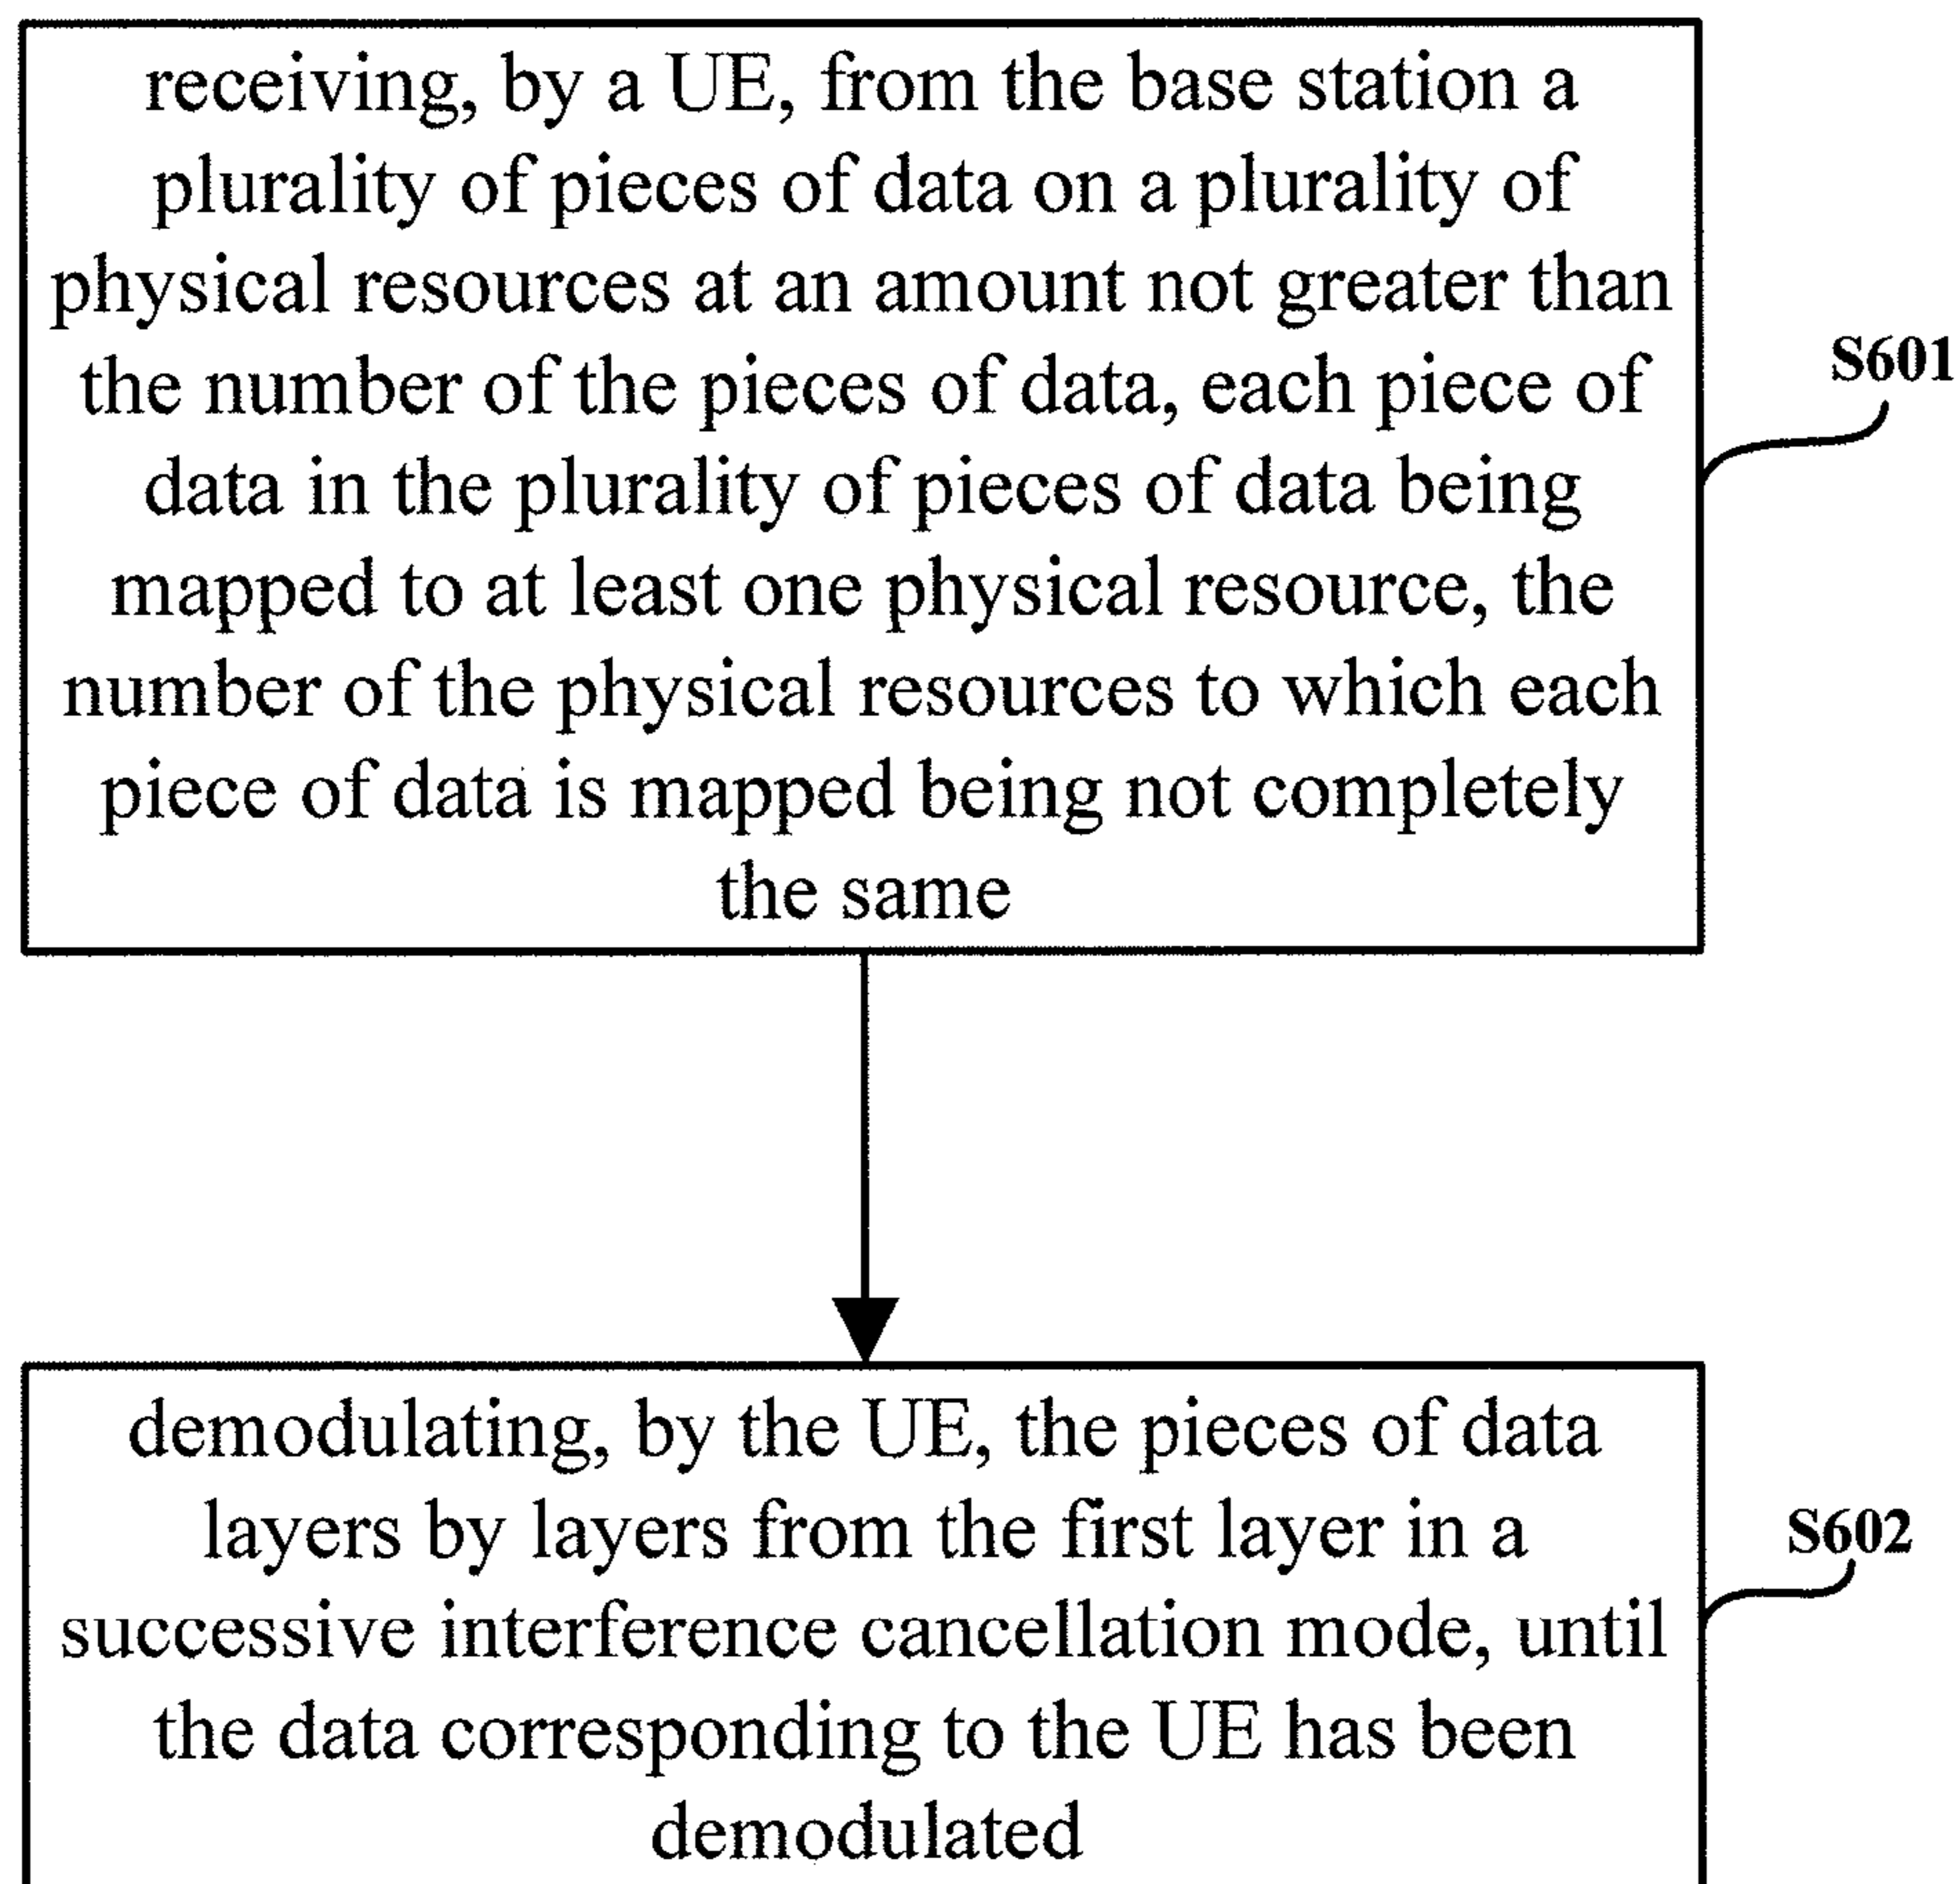 receiving, by a UE, from the base station a
plurality of pieces of data on a plurality of
physical resources at an amount not greater than
the number of the pieces of data, each piece of
data in the plurality of pieces of data being
mapped to at least one physical resource, the
number of the physical resources to which each
piece of data is mapped being not completely
the same
S601
demodulating, by the UE, the pieces of data
layers by layers from the first layer in a
successive interference cancellation mode, until
the data corresponding to the UE has been
demodulated
S602